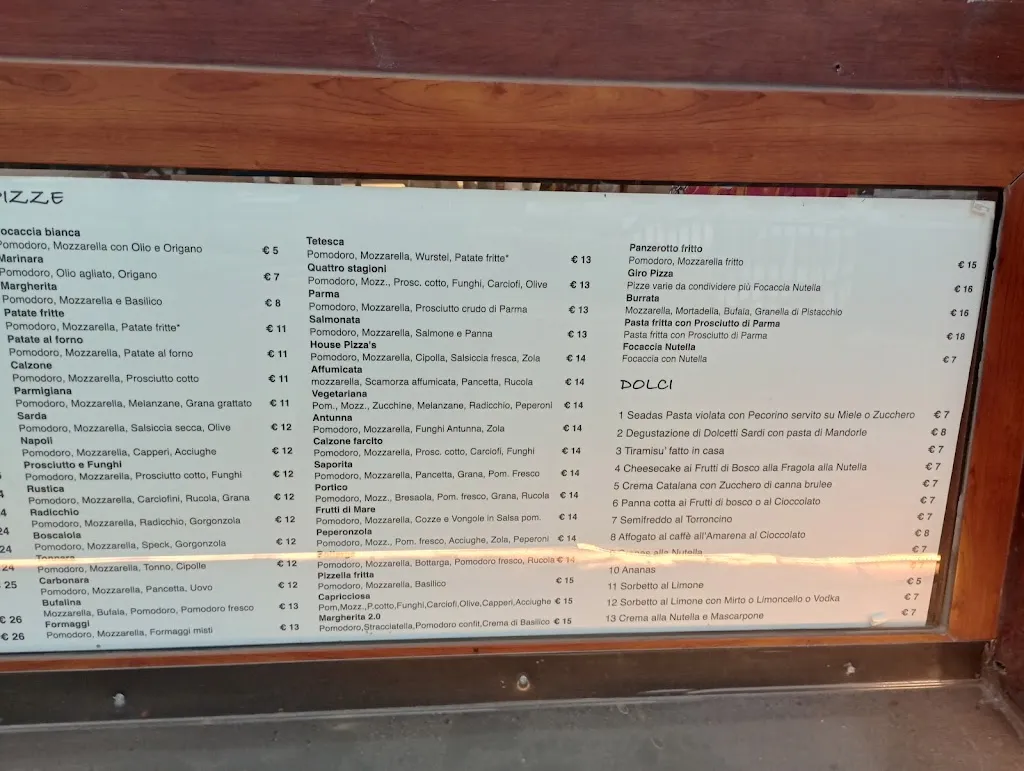 PIZZE
ocaccia bianca
Pomodoro, Mozzarella con Olio e Origano € 5
Marinara
Pomodoro, Olio agliato, Origano € 7
Margherita
Pomodoro, Mozzarella e Basilico € 8
Patate fritte
Pomodoro, Mozzarella, Patate fritte* € 11
Patate al forno
Pomodoro, Mozzarella, Patate al forno € 11
Calzone
Pomodoro, Mozzarella, Prosciutto cotto € 11
Parmigiana
Pomodoro, Mozzarella, Melanzane, Grana grattato € 11
Sarda
Pomodoro, Mozzarella, Salsiccia secca, Olive € 12
Napoli
Pomodoro, Mozzarella, Capperi, Acciughe € 12
Prosciutto e Funghi
Pomodoro, Mozzarella, Prosciutto cotto, Funghi € 12
Rustica
Pomodoro, Mozzarella, Carciofini, Rucola, Grana € 12
Radicchio
Pomodoro, Mozzarella, Radicchio, Gorgonzola € 12
Boscaiola
Pomodoro, Mozzarella, Speck, Gorgonzola € 12
Pomodoro, Mozzarella, Tonno, Cipolle € 12
Carbonara
Pomodoro, Mozzarella, Pancetta, Uovo € 12
Bufalina
Mozzarella, Bufala, Pomodoro, Pomodoro fresco € 13
Formaggi
Pomodoro, Mozzarella, Formaggi misti € 13
24
24
24
25
€ 26
€ 26
Tetesca
Pomodoro, Mozzarella, Wurstel, Patate fritte* € 13
Quattro stagioni
Pomodoro, Mozz., Prosc. cotto, Funghi, Carciofi, Olive € 13
Parma
Pomodoro, Mozzarella, Prosciutto crudo di Parma € 13
Salmonata
Pomodoro, Mozzarella, Salmone e Panna € 13
House Pizza's
Pomodoro, Mozzarella, Cipolla, Salsiccia fresca, Zola € 14
Affumicata
mozzarella, Scamorza affumicata, Pancetta, Rucola € 14
Vegetariana
Pom., Mozz., Zucchine, Melanzane, Radicchio, Peperoni € 14
Antunna
Pomodoro, Mozzarella, Funghi Antunna, Zola € 14
Calzone farcito
Pomodoro, Mozzarella, Prosc. cotto, Carciofi, Funghi € 14
Saporita
Pomodoro, Mozzarella, Pancetta, Grana, Pom. Fresco € 14
Portico
Pomodoro, Mozz., Bresaola, Pom. fresco, Grana, Rucola € 14
Frutti di Mare
Pomodoro, Mozzarella, Cozze e Vongole in Salsa pom. € 14
Peperonzola
Pomodoro, Mozz., Pom. fresco, Acciughe, Zola, Peperoni € 14
Pomodoro, Mozzarella, Bottarga, Pomodoro fresco, Rucola € 14
Pizzella fritta
Pomodoro, Mozzarella, Basilico € 15
Capricciosa
Pom,Mozz.,P.cotto,Funghi,Carciofi,Olive,Capperi,Acciughe € 15
Margherita 2.0
Pomodoro,Stracciatella,Pomodoro confit,Crema di Basilico € 15
Panzerotto fritto
Pomodoro, Mozzarella fritto € 15
Giro Pizza
Pizze varie da condividere più Focaccia Nutella € 16
Burrata
Mozzarella, Mortadella, Bufala, Granella di Pistacchio € 16
Pasta fritta con Prosciutto di Parma
Pasta fritta con Prosciutto di Parma € 18
Focaccia Nutella
Focaccia con Nutella € 7
DOLCI
1 Seadas Pasta violata con Pecorino servito su Miele o Zucchero € 7
2 Degustazione di Dolcetti Sardi con pasta di Mandorle € 8
3 Tiramisu' fatto in casa € 7
4 Cheesecake ai Frutti di Bosco alla Fragola alla Nutella € 7
5 Crema Catalana con Zucchero di canna brulee € 7
6 Panna cotta ai Frutti di bosco o al Cioccolato € 7
7 Semifreddo al Torroncino € 7
8 Affogato al caffè all'Amarena al Cioccolato € 8
alla Nutella € 7
10 Ananas
11 Sorbetto al Limone € 5
12 Sorbetto al Limone con Mirto o Limoncello o Vodka € 7
13 Crema alla Nutella e Mascarpone € 7